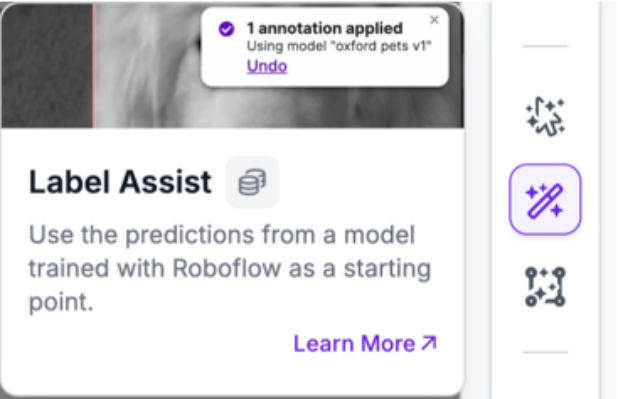 1 annotation applied
Using model "oxford pets v1"
Undo
Label Assist
Use the predictions from a model
trained with Roboflow as a starting
point.
Learn More